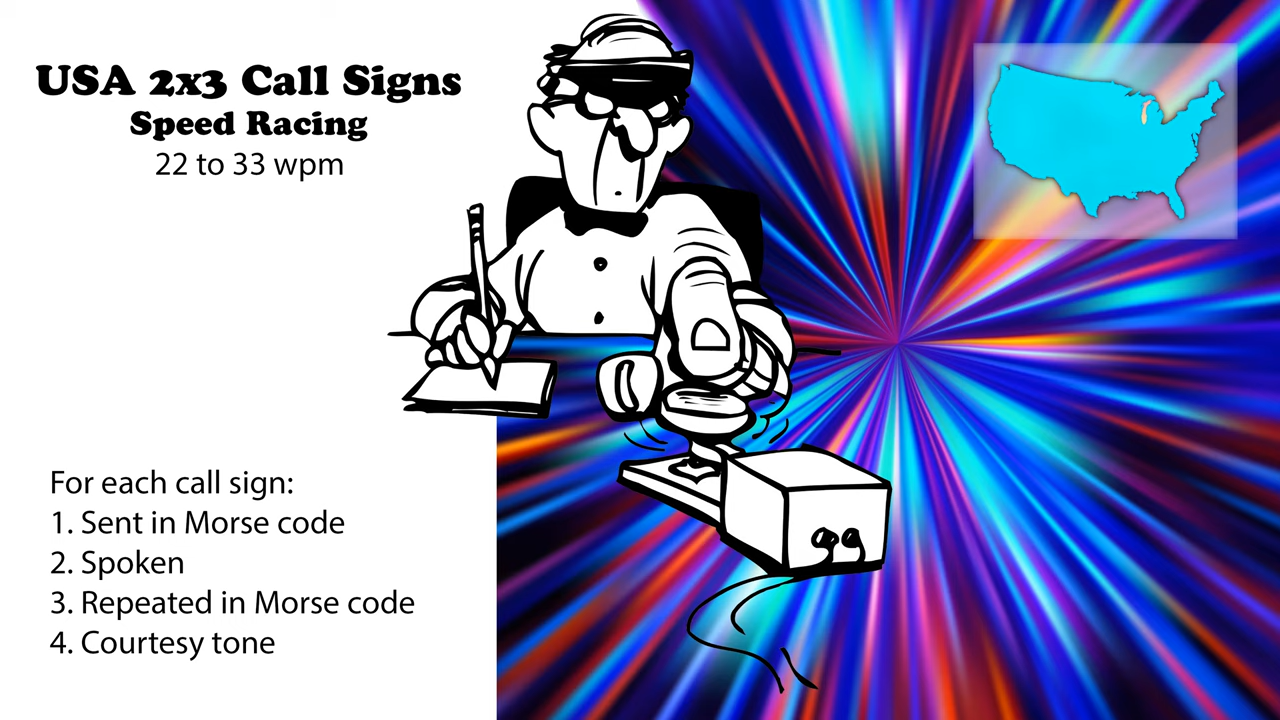 USA 2x3 Call Signs
Speed Racing
22 to 33 wpm
For each call sign:
1. Sent in Morse code
2. Spoken
3. Repeated in Morse code
4. Courtesy tone